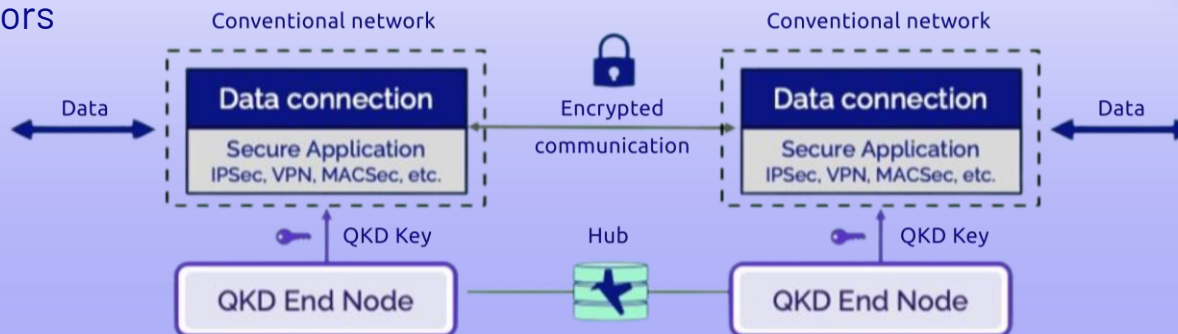 ors
Conventional network
Conventional network
Data connection
Data connection
Data
Encrypted
Data
communication
Secure Application
IPSec, VPN, MACSec, etc.
Secure Application
IPSec, VPN, MACSec, etc.
QKD Key
Hub
QKD Key
QKD End Node
QKD End Node